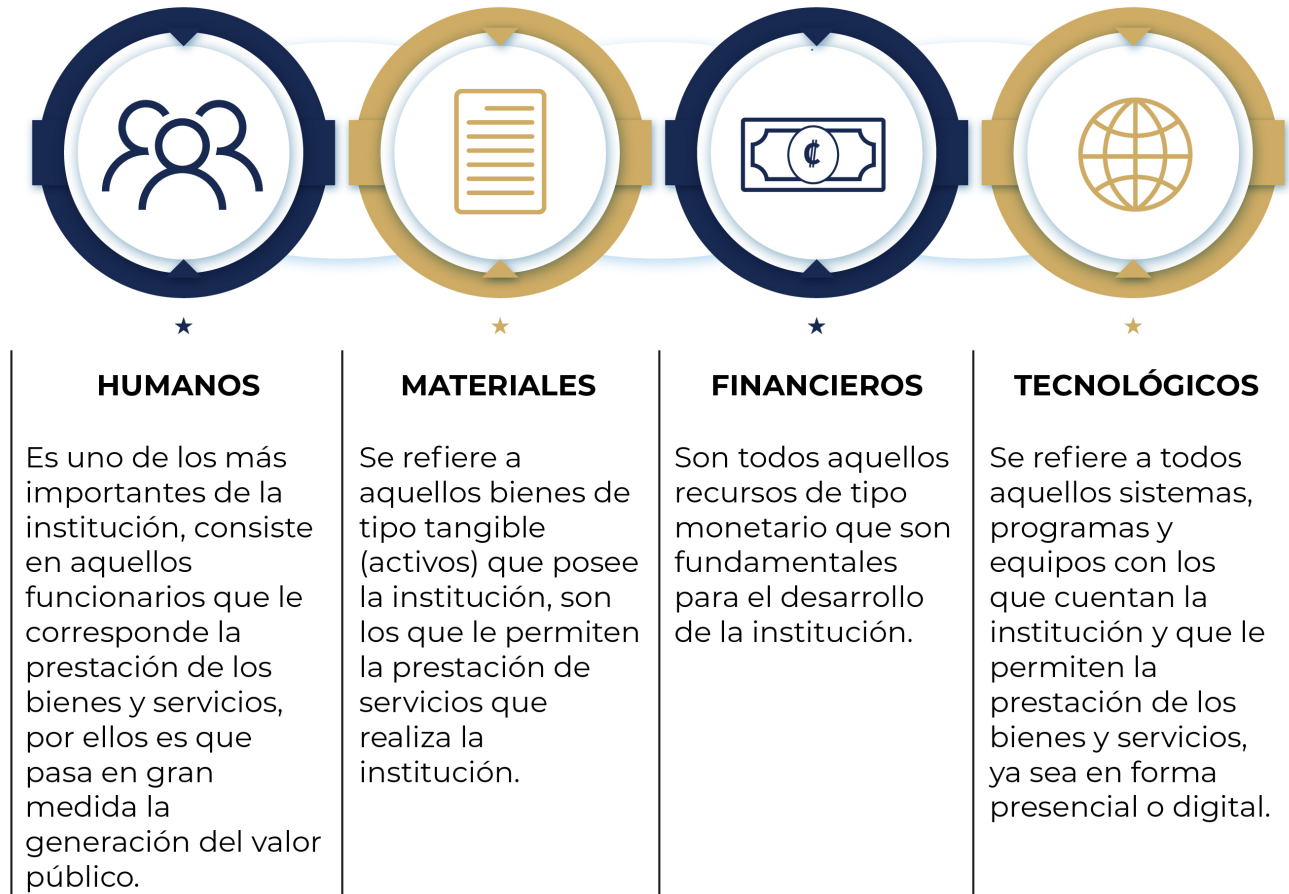 ₡
HUMANOS
Es uno de los más
importantes de la
institución, consiste
en aquellos
funcionarios que le
corresponde la
prestación de los
bienes y servicios,
por ellos es que
pasa en gran
medida la
generación del valor
público.
MATERIALES
Se refiere a
aquellos bienes de
tipo tangible
(activos) que posee
la institución, son
los que le permiten
la prestación de
servicios que
realiza la
institución.
FINANCIEROS
Son todos aquellos
recursos de tipo
monetario que son
fundamentales
para el desarrollo
de la institución.
TECNOLÓGICOS
Se refiere a todos
aquellos sistemas,
programas y
equipos con los
que cuentan la
institución y que le
permiten la
prestación de los
bienes y servicios,
ya sea en forma
presencial o digital.